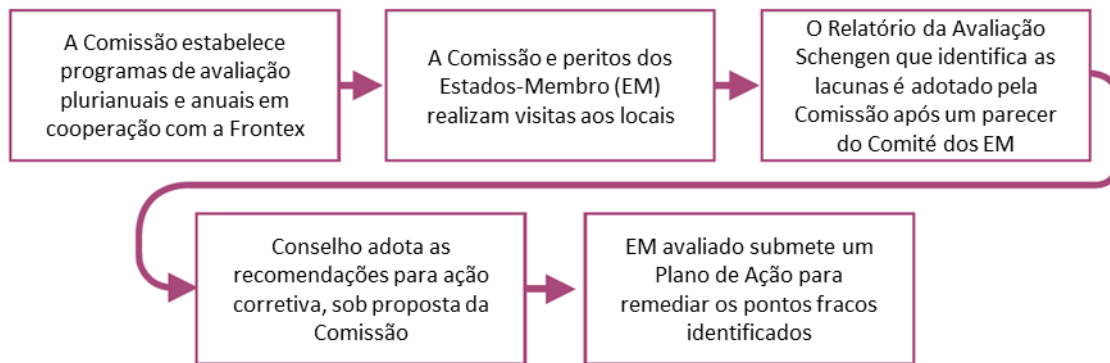 A Comissão estabelece
programas de avaliação
plurianuais e anuais em
cooperação com a Frontex
A Comissão e peritos dos
Estados-Membro (EM)
realizam visitas aos locais
O Relatório da Avaliação
Schengen que identifica as
lacunas é adotado pela
Comissão após um parecer
do Comité dos EM
Conselho adota as
recomendações para ação
corretiva, sob proposta da
Comissão
EM avaliado submete um
Plano de Ação para
remediar os pontos fracos
identificados